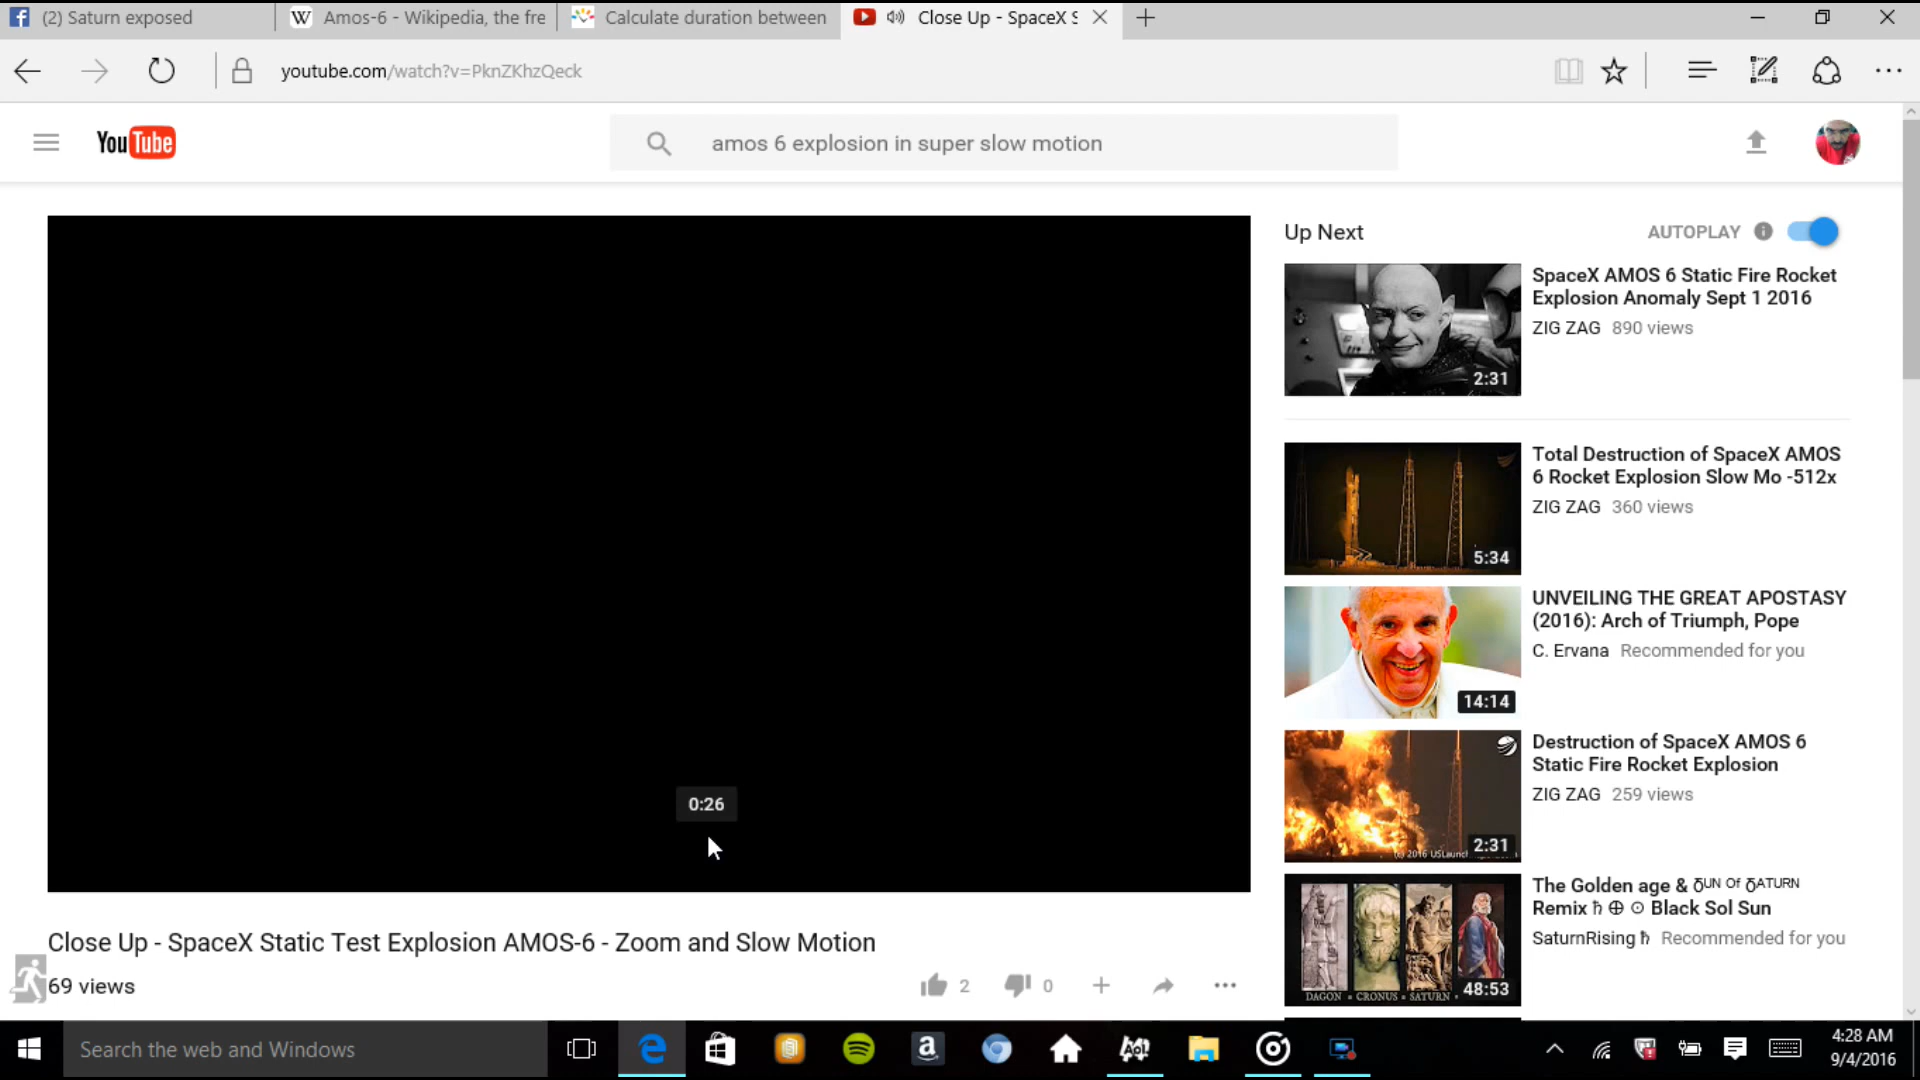 (2) Saturn exposed
W Amos-6 - Wikipedia, the fre
Calculate duration between
Close Up - SpaceX S
youtube.com/watch?v=PknZKhzQeck
YouTube
amos 6 explosion in super slow motion
Up Next
AUTOPLAY
SpaceX AMOS 6 Static Fire Rocket
Explosion Anomaly Sept 1 2016
ZIG ZAG 890 views
2:31
Total Destruction of SpaceX AMOS
6 Rocket Explosion Slow Mo -512x
ZIG ZAG 360 views
5:34
UNVEILING THE GREAT APOSTASY
(2016): Arch of Triumph, Pope
C. Ervana Recommended for you
14:14
Destruction of SpaceX AMOS 6
Static Fire Rocket Explosion
ZIG ZAG 259 views
2:31
(c) 2016 USLaunch
The Golden age & ⴃᵁᴺ ᴼᶠ ⴃᴬᵀᵁᴿᴺ
Remix ♄ ⊕ ⊙ Black Sol Sun
SaturnRising ♄ Recommended for you
DAGON = CRONUS = SATURN
48:53
0:26
Close Up - SpaceX Static Test Explosion AMOS-6 - Zoom and Slow Motion
69 views
2
0
Search the web and Windows
a
Aol
4:28 AM
9/4/2016